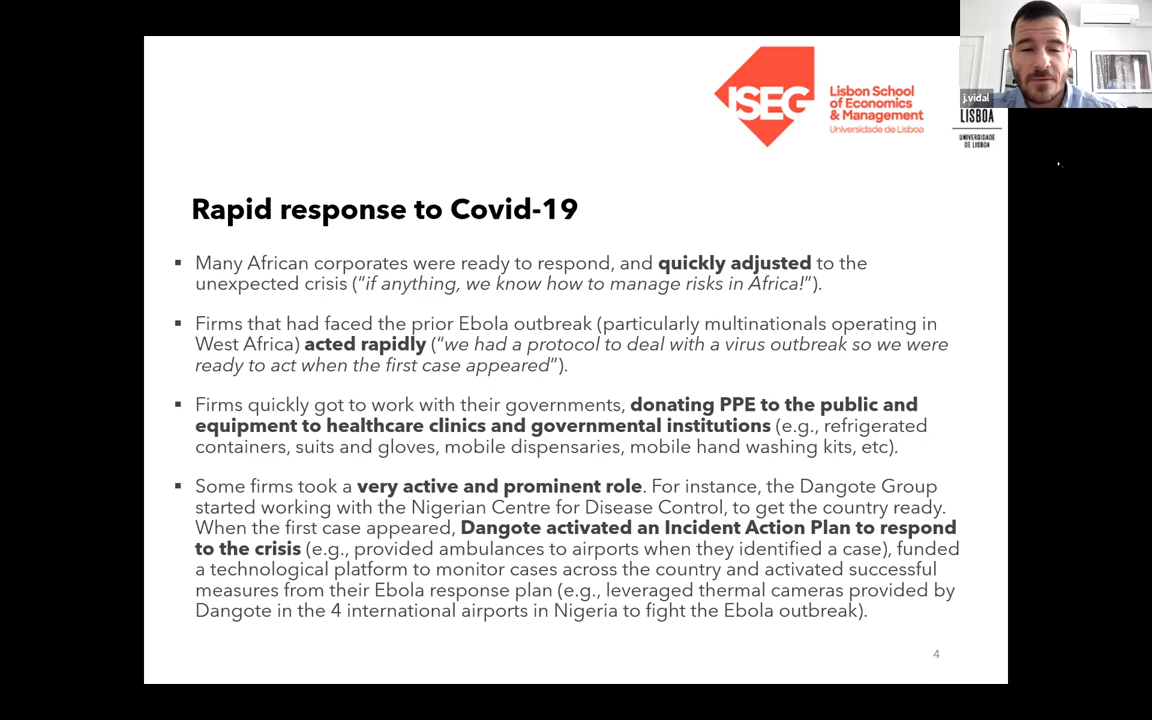 ISEG
Lisbon School
of Economics
& Management
Universidade de Lisboa
j.vidal
LISBOA
UNIVERSIDADE
DE LISBOA
Rapid response to Covid-19
▪ Many African corporates were ready to respond, and quickly adjusted to the
unexpected crisis (“if anything, we know how to manage risks in Africa!”).
▪ Firms that had faced the prior Ebola outbreak (particularly multinationals operating in
West Africa) acted rapidly (“we had a protocol to deal with a virus outbreak so we were
ready to act when the first case appeared”).
▪ Firms quickly got to work with their governments, donating PPE to the public and
equipment to healthcare clinics and governmental institutions (e.g., refrigerated
containers, suits and gloves, mobile dispensaries, mobile hand washing kits, etc).
▪ Some firms took a very active and prominent role. For instance, the Dangote Group
started working with the Nigerian Centre for Disease Control, to get the country ready.
When the first case appeared, Dangote activated an Incident Action Plan to respond
to the crisis (e.g., provided ambulances to airports when they identified a case), funded
a technological platform to monitor cases across the country and activated successful
measures from their Ebola response plan (e.g., leveraged thermal cameras provided by
Dangote in the 4 international airports in Nigeria to fight the Ebola outbreak).
4